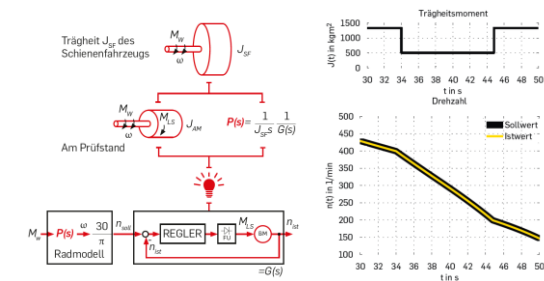 Trägheit J_SF des
Schienenfahrzeugs
M_W
ω
J_SF
M_W
ω
M_LS
J_AM
Am Prüfstand
P(s) = 1/(J_SF s) 1/G(s)
M_w
P(s)
ω
30/π
Radmodell
n_soll
n_ist
REGLER
FU
M_LS
BM
n_ist
=G(s)
Trägheitsmoment
J(t) in kgm²
1500
1000
500
0
30 32 34 36 38 40 42 44 46 48 50
t in s
Drehzahl
n(t) in 1/min
500
450
400
350
300
250
200
150
100
Sollwert
Istwert
30 32 34 36 38 40 42 44 46 48 50
t in s